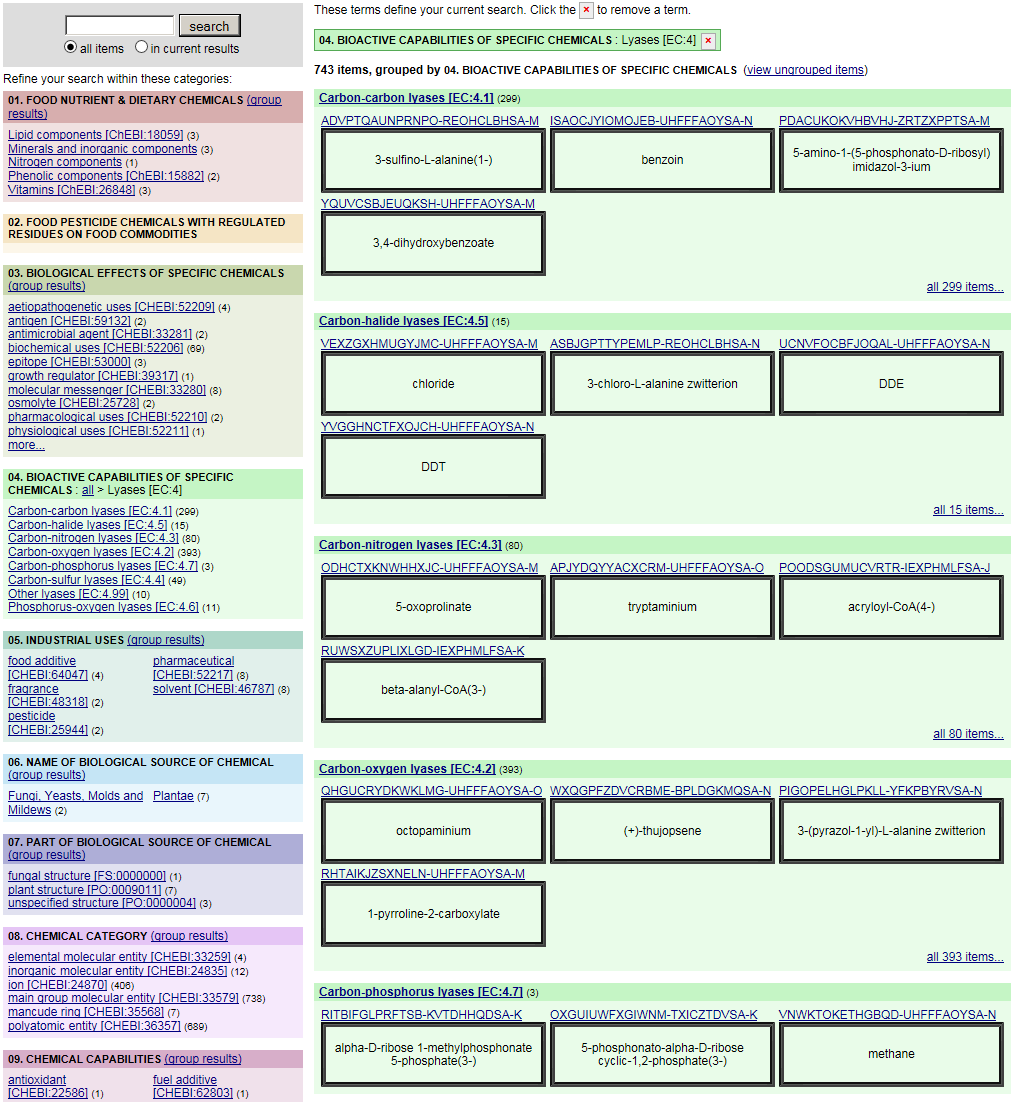 search
all items
in current results
Refine your search within these categories:
01. FOOD NUTRIENT & DIETARY CHEMICALS (group
results)
Lipid components [ChEBI:18059] (3)
Minerals and inorganic components (3)
Nitrogen components (1)
Phenolic components [ChEBI:15882] (2)
Vitamins [ChEBI:26848] (3)
02. FOOD PESTICIDE CHEMICALS WITH REGULATED
RESIDUES ON FOOD COMMODITIES
03. BIOLOGICAL EFFECTS OF SPECIFIC CHEMICALS
(group results)
aetiopathogenetic uses [CHEBI:52209] (4)
antigen [CHEBI:59132] (2)
antimicrobial agent [CHEBI:33281] (2)
biochemical uses [CHEBI:52206] (69)
epitope [CHEBI:53000] (3)
growth regulator [CHEBI:39317] (1)
molecular messenger [CHEBI:33280] (8)
osmolyte [CHEBI:25728] (2)
pharmacological uses [CHEBI:52210] (2)
physiological uses [CHEBI:52211] (1)
more...
04. BIOACTIVE CAPABILITIES OF SPECIFIC
CHEMICALS : all > Lyases [EC:4]
Carbon-carbon lyases [EC:4.1] (299)
Carbon-halide lyases [EC:4.5] (15)
Carbon-nitrogen lyases [EC:4.3] (80)
Carbon-oxygen lyases [EC:4.2] (393)
Carbon-phosphorus lyases [EC:4.7] (3)
Carbon-sulfur lyases [EC:4.4] (49)
Other lyases [EC:4.99] (10)
Phosphorus-oxygen lyases [EC:4.6] (11)
05. INDUSTRIAL USES (group results)
food additive
[CHEBI:64047] (4)
fragrance
[CHEBI:48318] (2)
pesticide
[CHEBI:25944] (2)
pharmaceutical
[CHEBI:52217] (8)
solvent [CHEBI:46787] (8)
06. NAME OF BIOLOGICAL SOURCE OF CHEMICAL
(group results)
Fungi, Yeasts, Molds and
Mildews (2)
Plantae (7)
07. PART OF BIOLOGICAL SOURCE OF CHEMICAL
(group results)
fungal structure [FS:0000000] (1)
plant structure [PO:0009011] (7)
unspecified structure [PO:0000004] (3)
08. CHEMICAL CATEGORY (group results)
elemental molecular entity [CHEBI:33259] (4)
inorganic molecular entity [CHEBI:24835] (12)
ion [CHEBI:24870] (406)
main group molecular entity [CHEBI:33579] (738)
mancude ring [CHEBI:35568] (7)
polyatomic entity [CHEBI:36357] (689)
09. CHEMICAL CAPABILITIES (group results)
antioxidant
[CHEBI:22586] (1)
fuel additive
[CHEBI:62803] (1)
These terms define your current search. Click the × to remove a term.
04. BIOACTIVE CAPABILITIES OF SPECIFIC CHEMICALS : Lyases [EC:4] ×
743 items, grouped by 04. BIOACTIVE CAPABILITIES OF SPECIFIC CHEMICALS (view ungrouped items)
Carbon-carbon lyases [EC:4.1] (299)
ADVPTQAUNPRNPO-REOHCLBHSA-M ISAOCJYIOMOJEB-UHFFFAOYSA-N PDACUKOKVHBVHJ-ZRTZXPPTSA-M
3-sulfino-L-alanine(1-)
benzoin
5-amino-1-(5-phosphonato-D-ribosyl)
imidazol-3-ium
YQUVCSBJEUQKSH-UHFFFAOYSA-M
3,4-dihydroxybenzoate
all 299 items...
Carbon-halide lyases [EC:4.5] (15)
VEXZGXHMUGYJMC-UHFFFAOYSA-M ASBJGPTTYPEMLP-REOHCLBHSA-N UCNVFOCBFJOQAL-UHFFFAOYSA-N
chloride
3-chloro-L-alanine zwitterion
DDE
YVGGHNCTFXOJCH-UHFFFAOYSA-N
DDT
all 15 items...
Carbon-nitrogen lyases [EC:4.3] (80)
ODHCTXKNWHHXJC-UHFFFAOYSA-M APJYDQYYACXCRM-UHFFFAOYSA-O POODSGUMUCVRTR-IEXPHMLFSA-J
5-oxoprolinate
tryptaminium
acryloyl-CoA(4-)
RUWSXZUPLIXLGD-IEXPHMLFSA-K
beta-alanyl-CoA(3-)
all 80 items...
Carbon-oxygen lyases [EC:4.2] (393)
QHGUCRYDKWKLMG-UHFFFAOYSA-O WXQGPFZDVCRBME-BPLDGKMQSA-N PIGOPELHGLPKLL-YFKPBYRVSA-N
octopaminium
(+)-thujopsene
3-(pyrazol-1-yl)-L-alanine zwitterion
RHTAIKJZSXNELN-UHFFFAOYSA-M
1-pyrroline-2-carboxylate
all 393 items...
Carbon-phosphorus lyases [EC:4.7] (3)
RITBIFGLPRFTSB-KVTDHHQDSA-K OXGUIUWFXGIWNM-TXICZTDVSA-K VNWKTOKETHGBQD-UHFFFAOYSA-N
alpha-D-ribose 1-methylphosphonate
5-phosphate(3-)
5-phosphonato-alpha-D-ribose
cyclic-1,2-phosphate(3-)
methane